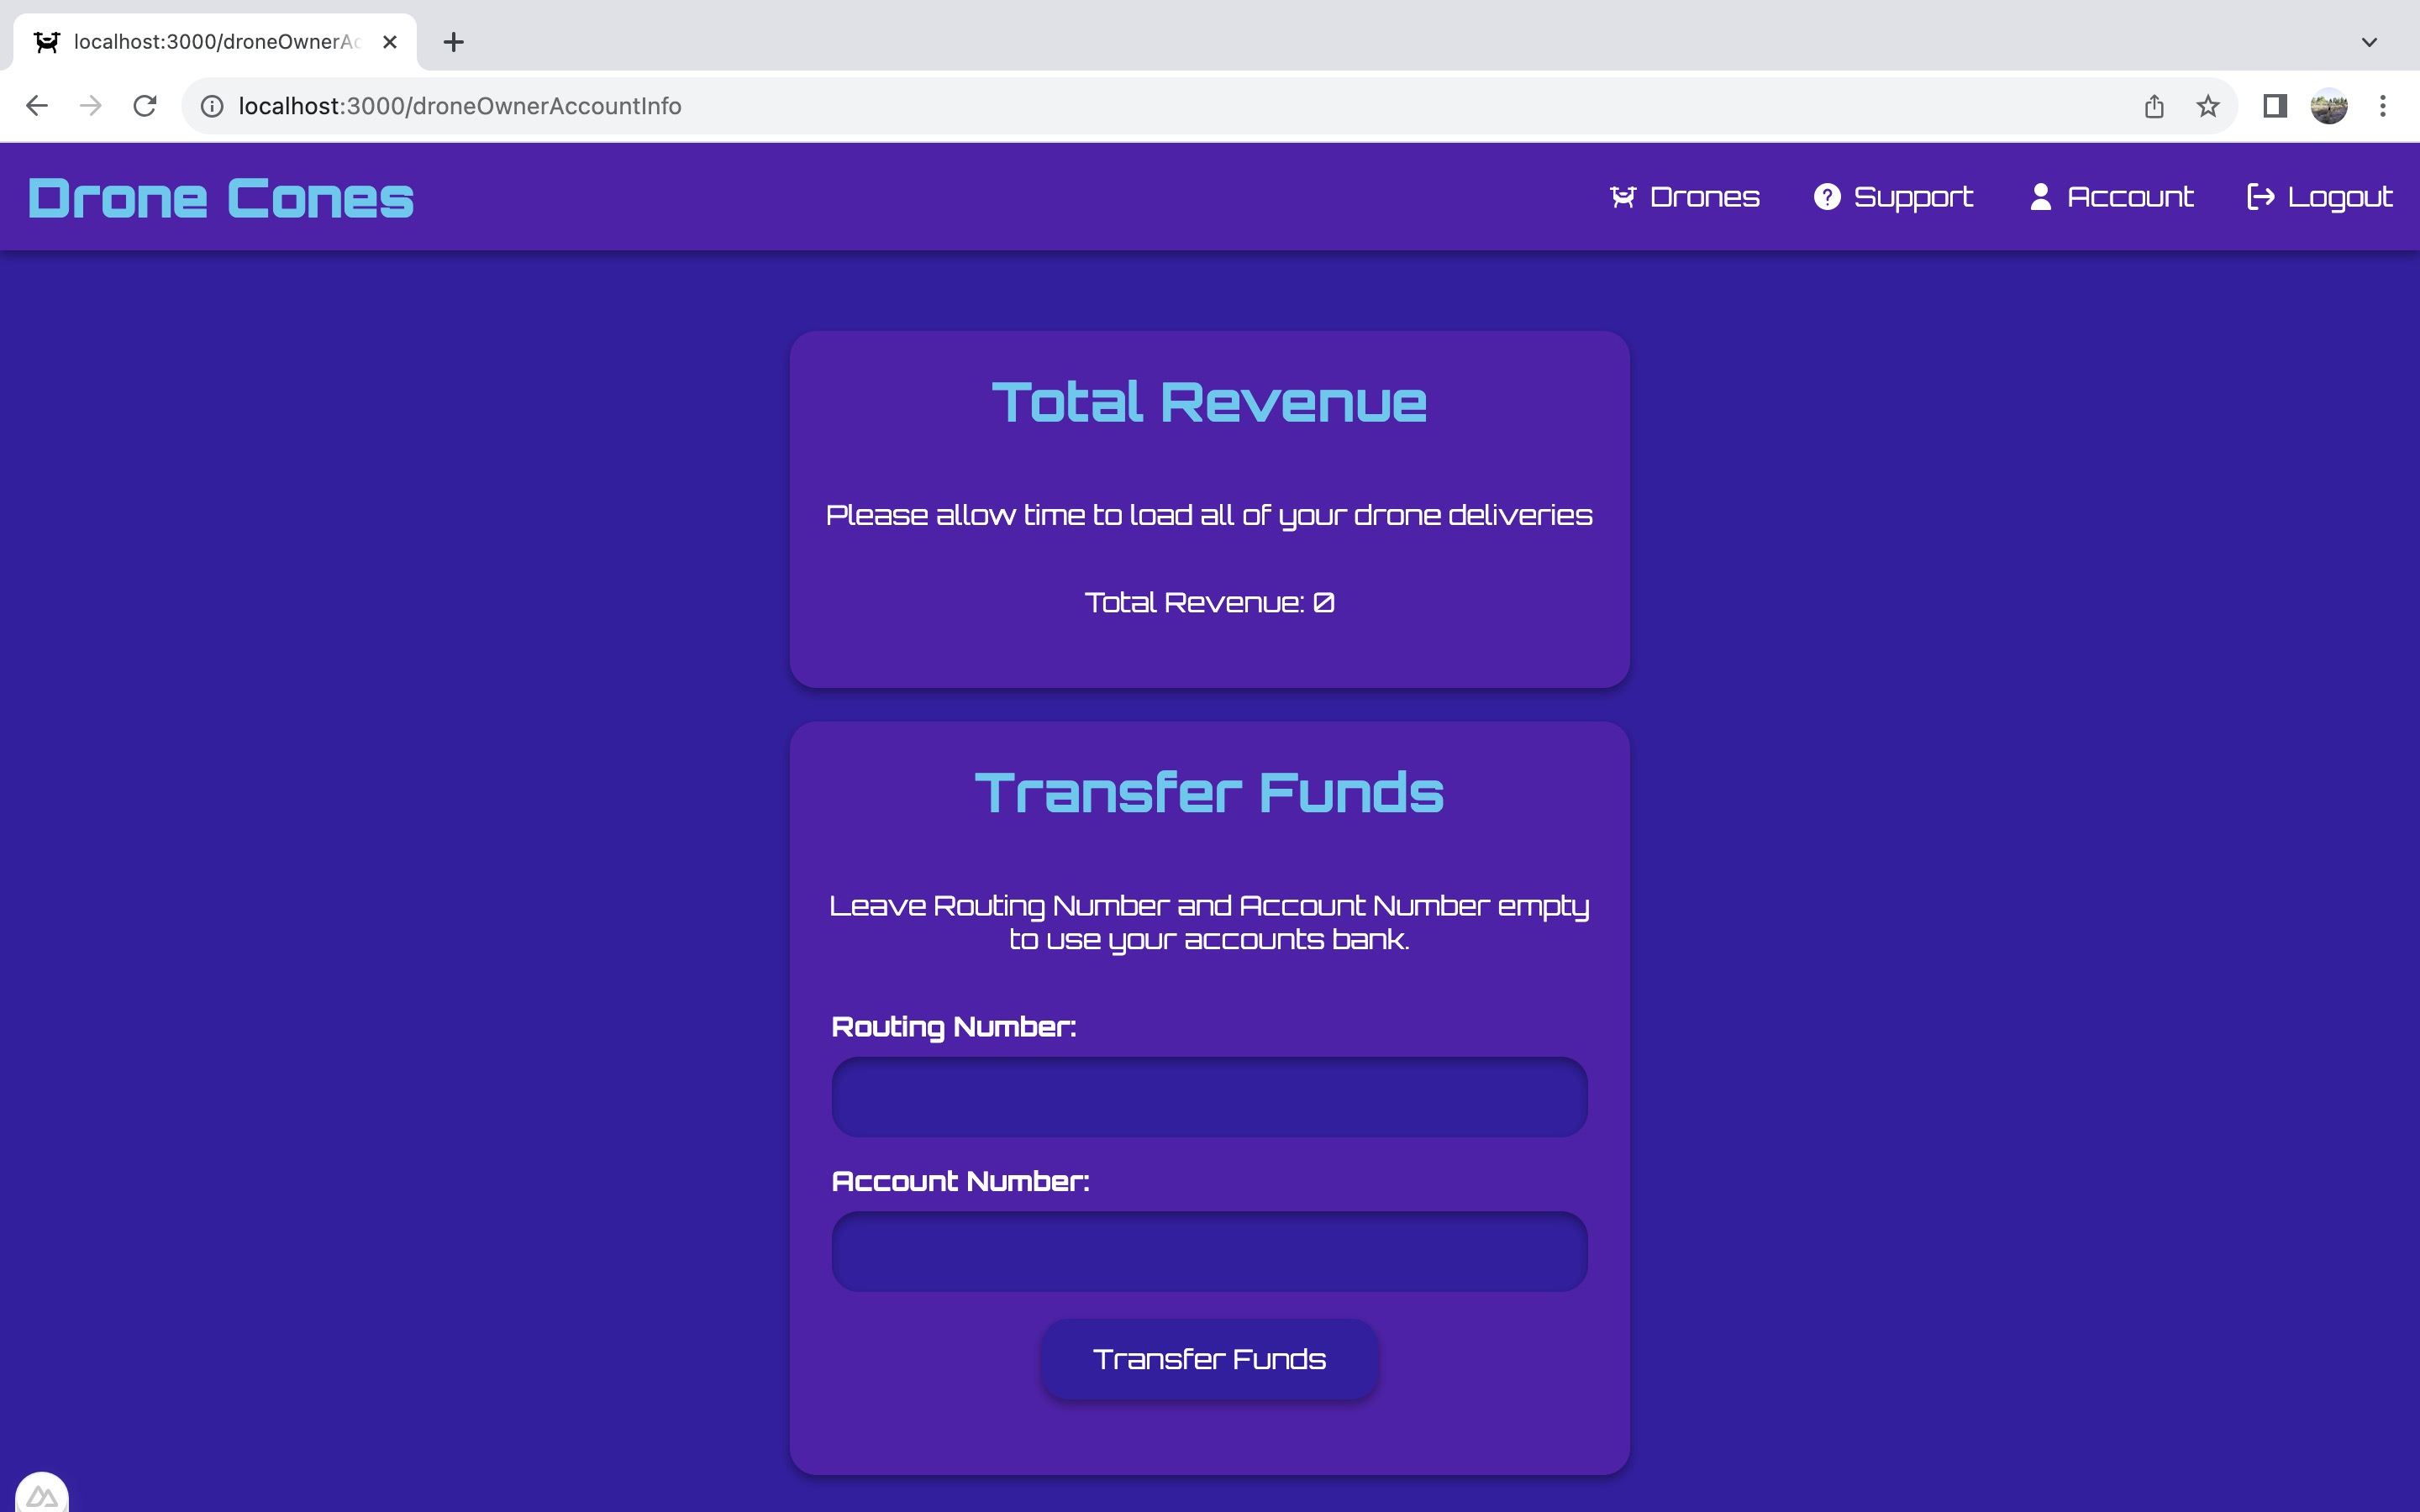 localhost:3000/droneOwnerAc
localhost:3000/droneOwnerAccountInfo
Drone Cones
Drones
Support
Account
Logout
Total Revenue
Please allow time to load all of your drone deliveries
Total Revenue: 0
Transfer Funds
Leave Routing Number and Account Number empty
to use your accounts bank.
Routing Number:
Account Number:
Transfer Funds